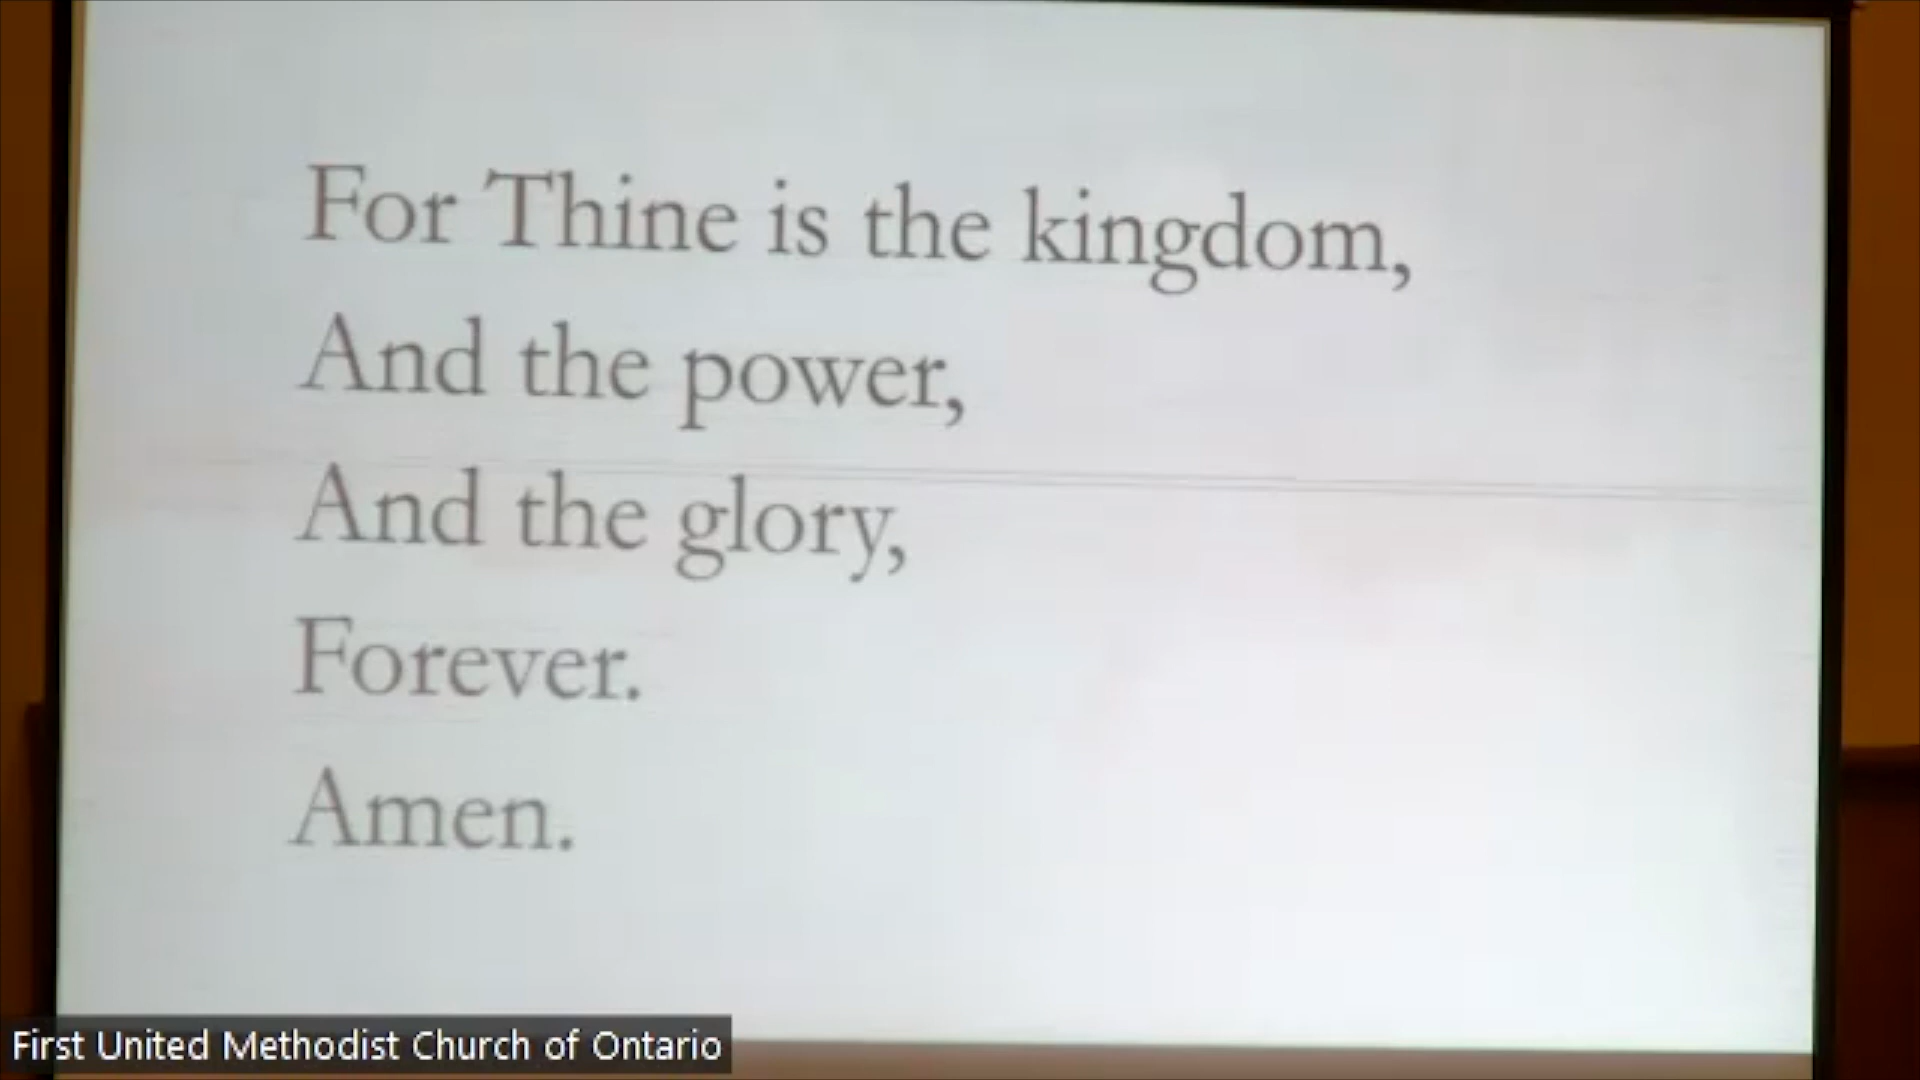 For Thine is the kingdom,
And the power,
And the glory,
Forever.
Amen.
First United Methodist Church of Ontario